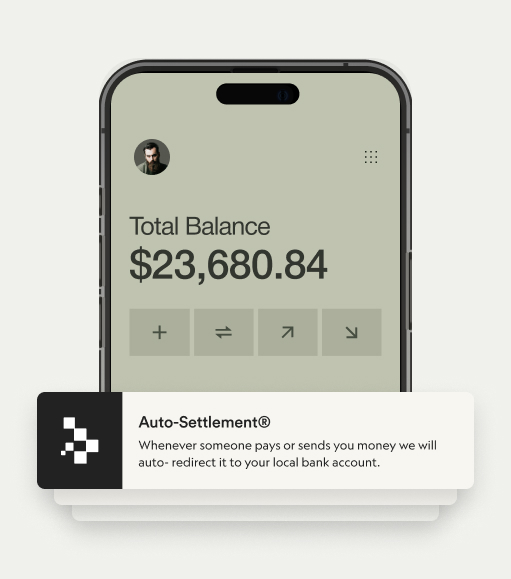 Total Balance
$23,680.84
Auto-Settlement®
Whenever someone pays or sends you money we will
auto- redirect it to your local bank account.